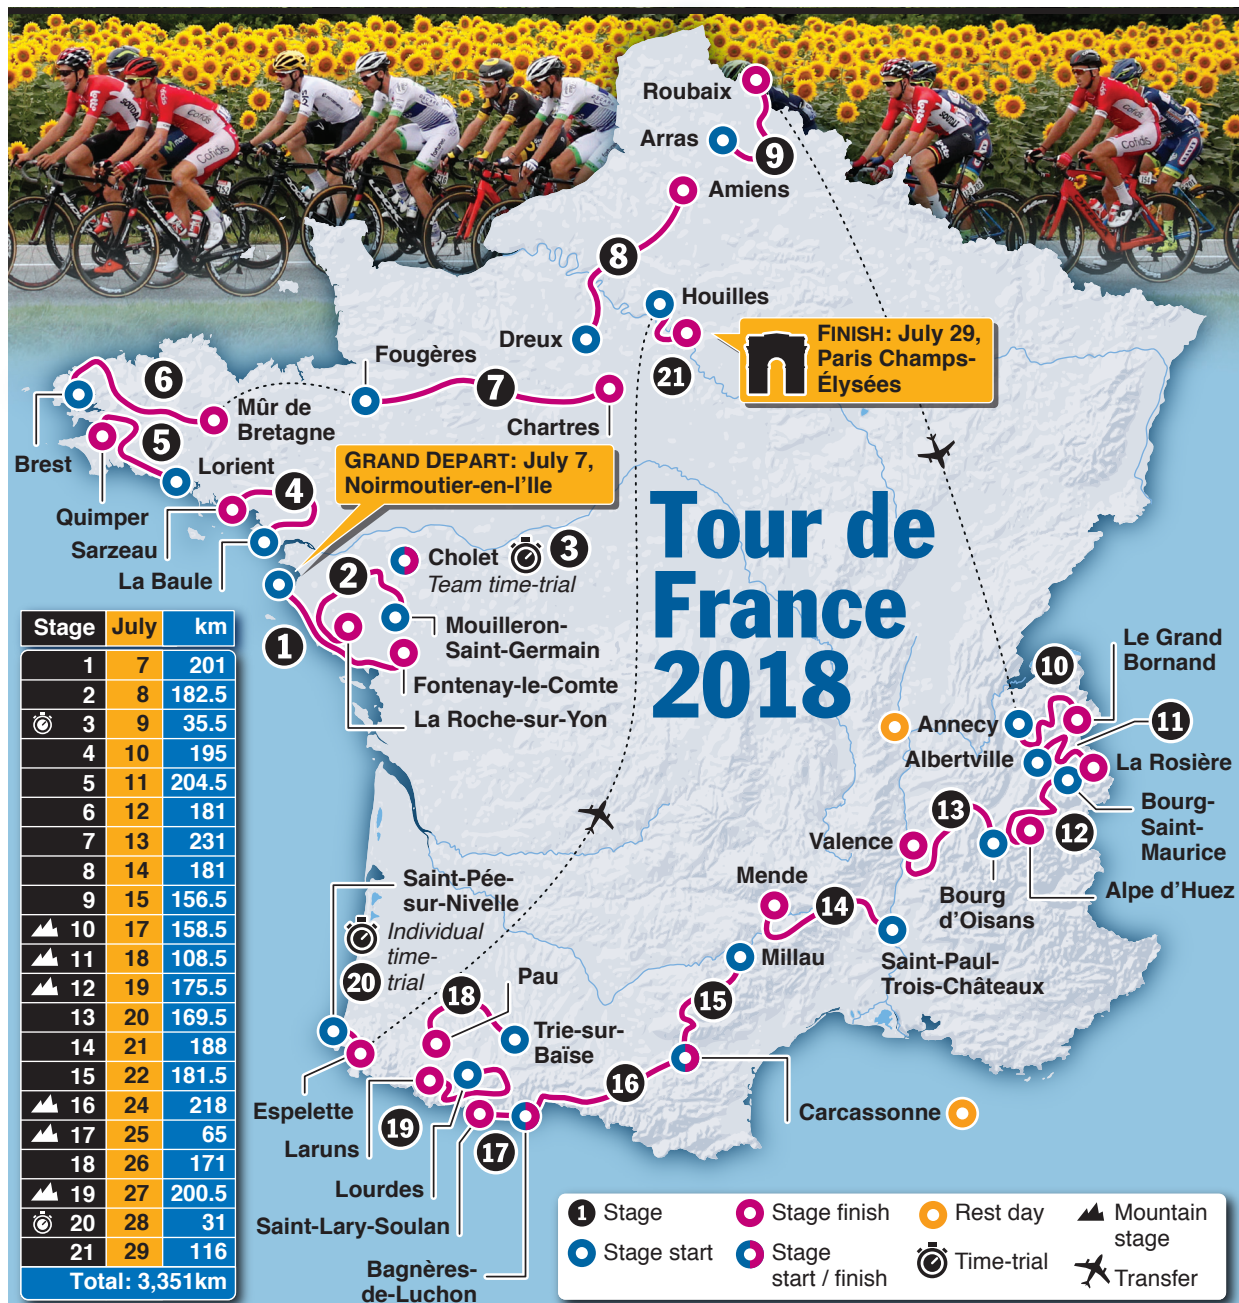 Roubaix
Arras
9
Amiens
8
Houilles
Dreux
21
FINISH: July 29,
Paris Champs-
Élysées
Fougères
6
7
Mûr de
Bretagne
Chartres
5
Brest
Lorient
4
GRAND DEPART: July 7,
Noirmoutier-en-l'Ile
Quimper
Sarzeau
La Baule
Cholet
3
Team time-trial
2
Mouilleron-
Saint-Germain
1
Fontenay-le-Comte
La Roche-sur-Yon
Tour de
France
2018
Stage July km
1 7 201
2 8 182.5
3 9 35.5
4 10 195
5 11 204.5
6 12 181
7 13 231
8 14 181
9 15 156.5
10 17 158.5
11 18 108.5
12 19 175.5
13 20 169.5
14 21 188
15 22 181.5
16 24 218
17 25 65
18 26 171
19 27 200.5
20 28 31
21 29 116
Total: 3,351km
Le Grand
Bornand
10
11
Annecy
Albertville
La Rosière
Bourg-
Saint-
Maurice
13
12
Valence
Alpe d'Huez
Bourg
d'Oisans
Mende
14
Saint-Paul-
Trois-Châteaux
Millau
15
Saint-Pée-
sur-Nivelle
Individual
time-
trial
20
Pau
18
Trie-sur-
Baïse
16
Carcassonne
Espelette
19
Laruns
17
Lourdes
Saint-Lary-Soulan
Bagnères-
de-Luchon
1 Stage
Stage finish
Rest day
Mountain
stage
Stage start
Stage
start / finish
Time-trial
Transfer
Cofidis
Cofidis
sky
lotto
SOUDAL
Cofidis